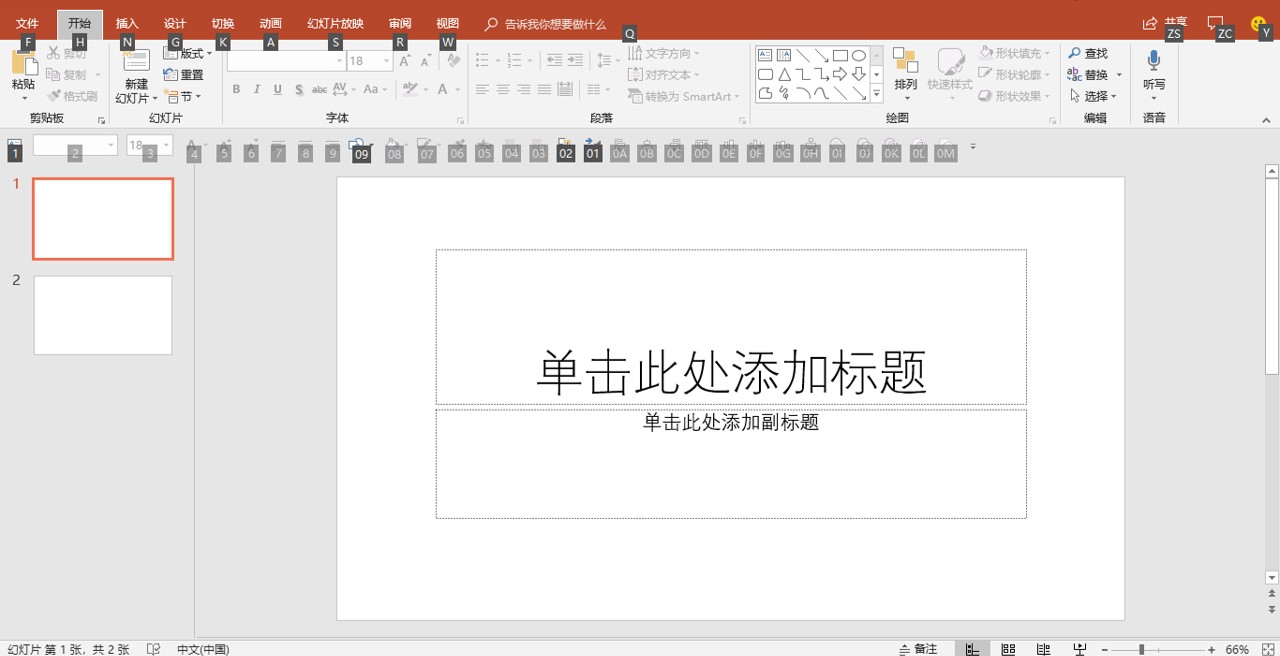 文件 开始 插入 设计 切换 动画 幻灯片放映 审阅 视图 告诉我你想要做什么 共享
F H N G K A S R W Q ZS ZC Y
剪切 版式 18 文字方向 形状填充 查找
粘贴 复制 新建 重置 对齐文本 排列 快速样式 形状轮廓 替换 听写
格式刷 幻灯片 节 B I U S abc AV Aa A 转换为 SmartArt 形状效果 选择
剪贴板 幻灯片 字体 段落 绘图 编辑 语音
18
1 2 3 4 5 6 7 8 9 09 08 07 06 05 04 03 02 01 0A 0B 0C 0D 0E 0F 0G 0H 0I 0J 0K 0L 0M
1
2
单击此处添加标题
单击此处添加副标题
幻灯片 第 1 张，共 2 张 中文(中国) 备注 66%